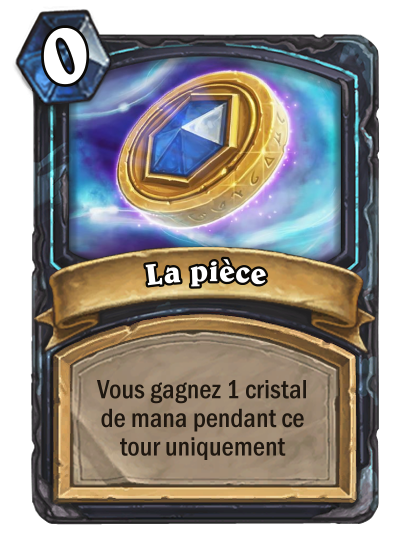 0
La pièce
Vous gagnez 1 cristal
de mana pendant ce
tour uniquement